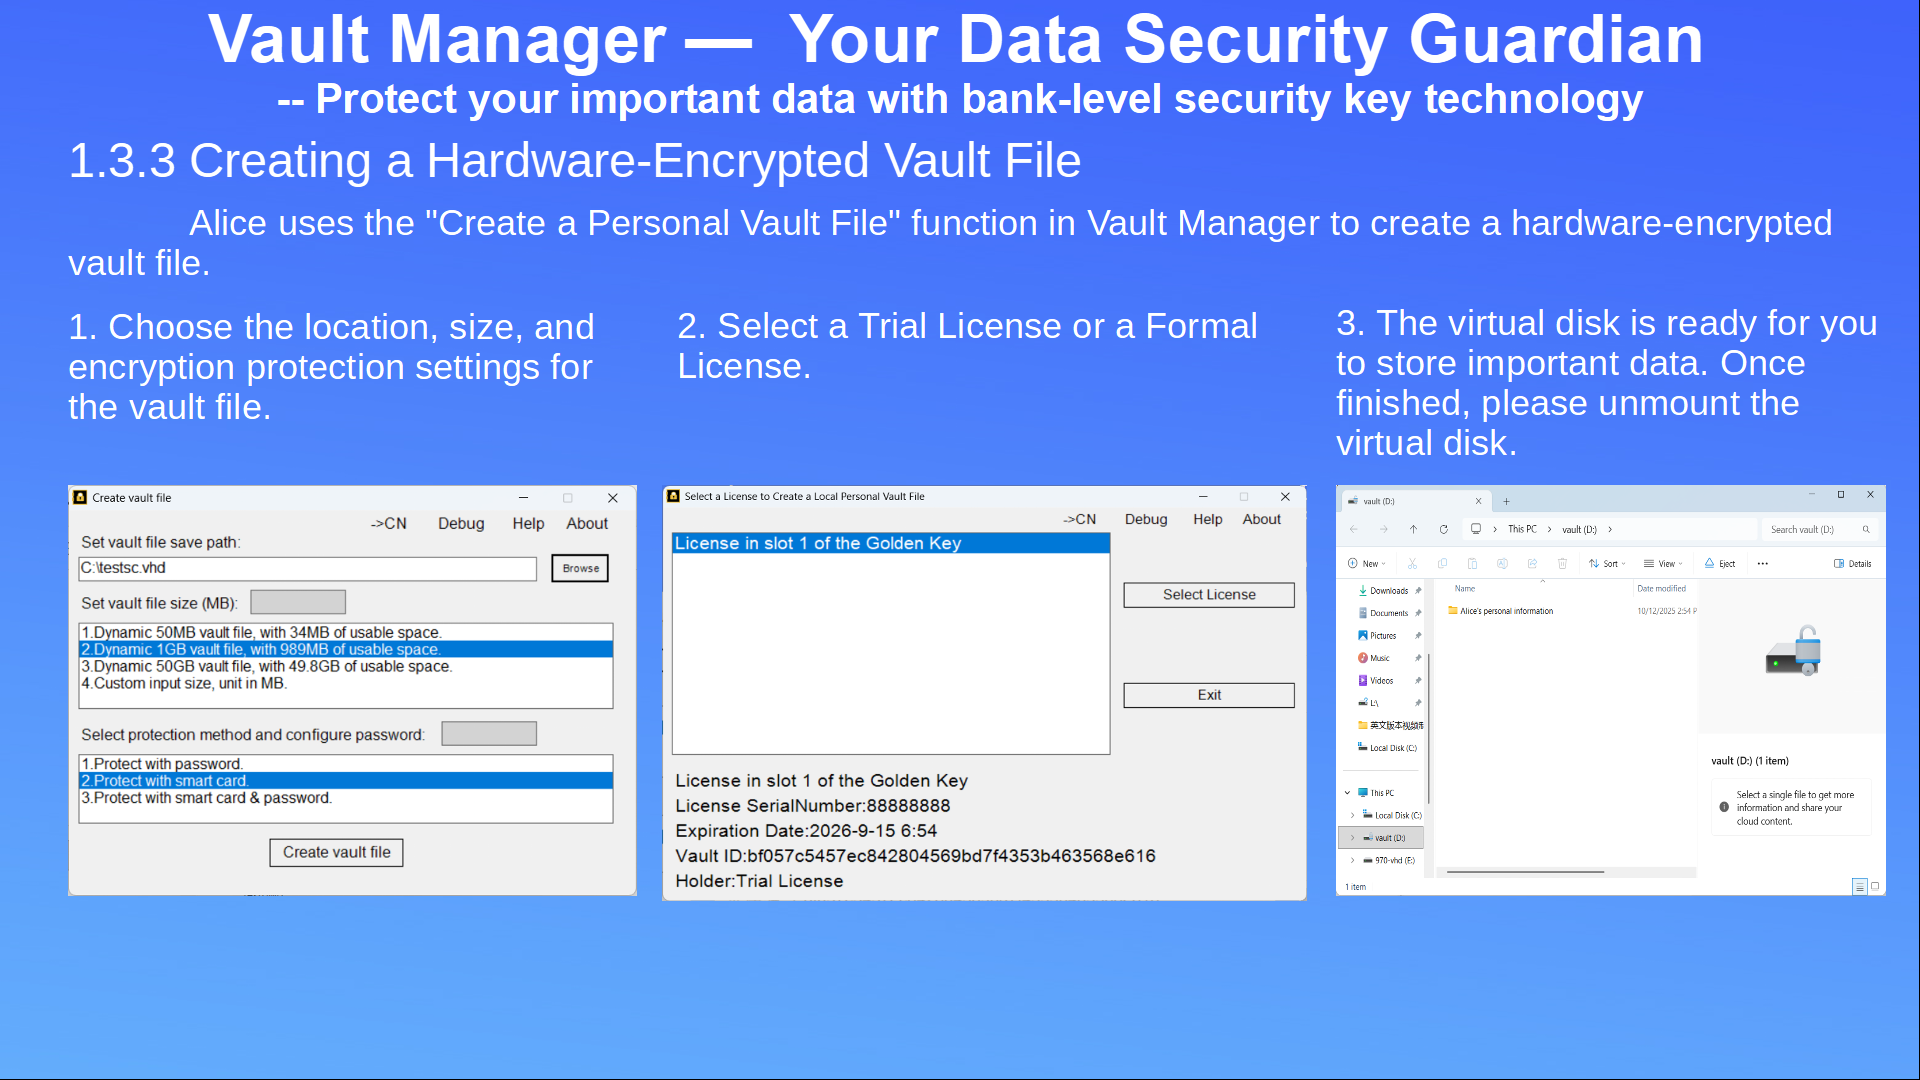 Vault Manager — Your Data Security Guardian
-- Protect your important data with bank-level security key technology
1.3.3 Creating a Hardware-Encrypted Vault File
Alice uses the "Create a Personal Vault File" function in Vault Manager to create a hardware-encrypted
vault file.
1. Choose the location, size, and
encryption protection settings for
the vault file.
2. Select a Trial License or a Formal
License.
3. The virtual disk is ready for you
to store important data. Once
finished, please unmount the
virtual disk.
Create vault file
->CN Debug Help About
Set vault file save path:
C:\testsc.vhd
Browse
Set vault file size (MB):
1.Dynamic 50MB vault file, with 34MB of usable space.
2.Dynamic 1GB vault file, with 989MB of usable space.
3.Dynamic 50GB vault file, with 49.8GB of usable space.
4.Custom input size, unit in MB.
Select protection method and configure password:
1.Protect with password.
2.Protect with smart card.
3.Protect with smart card & password.
Create vault file
Select a License to Create a Local Personal Vault File
->CN Debug Help About
License in slot 1 of the Golden Key
Select License
Exit
License in slot 1 of the Golden Key
License SerialNumber:88888888
Expiration Date:2026-9-15 6:54
Vault ID:bf057c5457ec842804569bd7f4353b463568e616
Holder:Trial License
vault (D:)
This PC vault (D:)
Search vault (D:)
New Sort View Eject Details
Downloads
Documents
Pictures
Music
Videos
L:\
英文版本视频制
Local Disk (C:)
This PC
Local Disk (C:)
vault (D:)
970-vhd (E:)
Name Date modified
Alice's personal information 10/12/2025 2:54 P
vault (D:) (1 item)
Select a single file to get more
information and share your
cloud content.
1 item